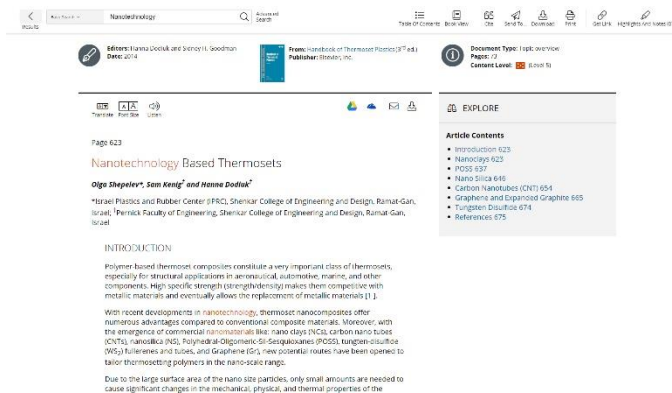 Nanotechnology
Advanced
Search
RESULTS
Table Of Contents
Book View
Cite
Send To...
Download
Print
Get Link
Highlights And Notes (0)
Editors: Hanna Dodiuk and Sidney H. Goodman
Date: 2014
From: Handbook of Thermoset Plastics (3rd ed.)
Publisher: Elsevier, Inc.
Document Type: Topic overview
Pages: 73
Content Level: (Level 5)
Translate
Font Size
Listen
EXPLORE
Article Contents
Introduction 623
Nanoclays 623
POSS 637
Nano Silica 646
Carbon Nanotubes (CNT) 654
Graphene and Expanded Graphite 665
Tungsten Disulfide 674
References 675
Page 623
Nanotechnology Based Thermosets
Olga Shepelev*, Sam Kenig† and Hanna Dodiuk†
*Israel Plastics and Rubber Center (IPRC), Shenkar College of Engineering and Design, Ramat-Gan,
Israel; †Pernick Faculty of Engineering, Shenkar College of Engineering and Design, Ramat-Gan,
Israel
INTRODUCTION
Polymer-based thermoset composites constitute a very important class of thermosets,
especially for structural applications in aeronautical, automotive, marine, and other
components. High specific strength (strength/density) makes them competitive with
metallic materials and eventually allows the replacement of metallic materials [1 ].
With recent developments in nanotechnology, thermoset nanocomposites offer
numerous advantages compared to conventional composite materials. Moreover, with
the emergence of commercial nanomaterials like: nano clays (NCs), carbon nano tubes
(CNTs), nanosilica (NS), Polyhedral-Oligomeric-Sil-Sesquioxanes (POSS), tungten-disulfide
(WS2) fullerenes and tubes, and Graphene (Gr), new potential routes have been opened to
tailor thermosetting polymers in the nano-scale range.
Due to the large surface area of the nano size particles, only small amounts are needed to
cause significant changes in the mechanical, physical, and thermal properties of the